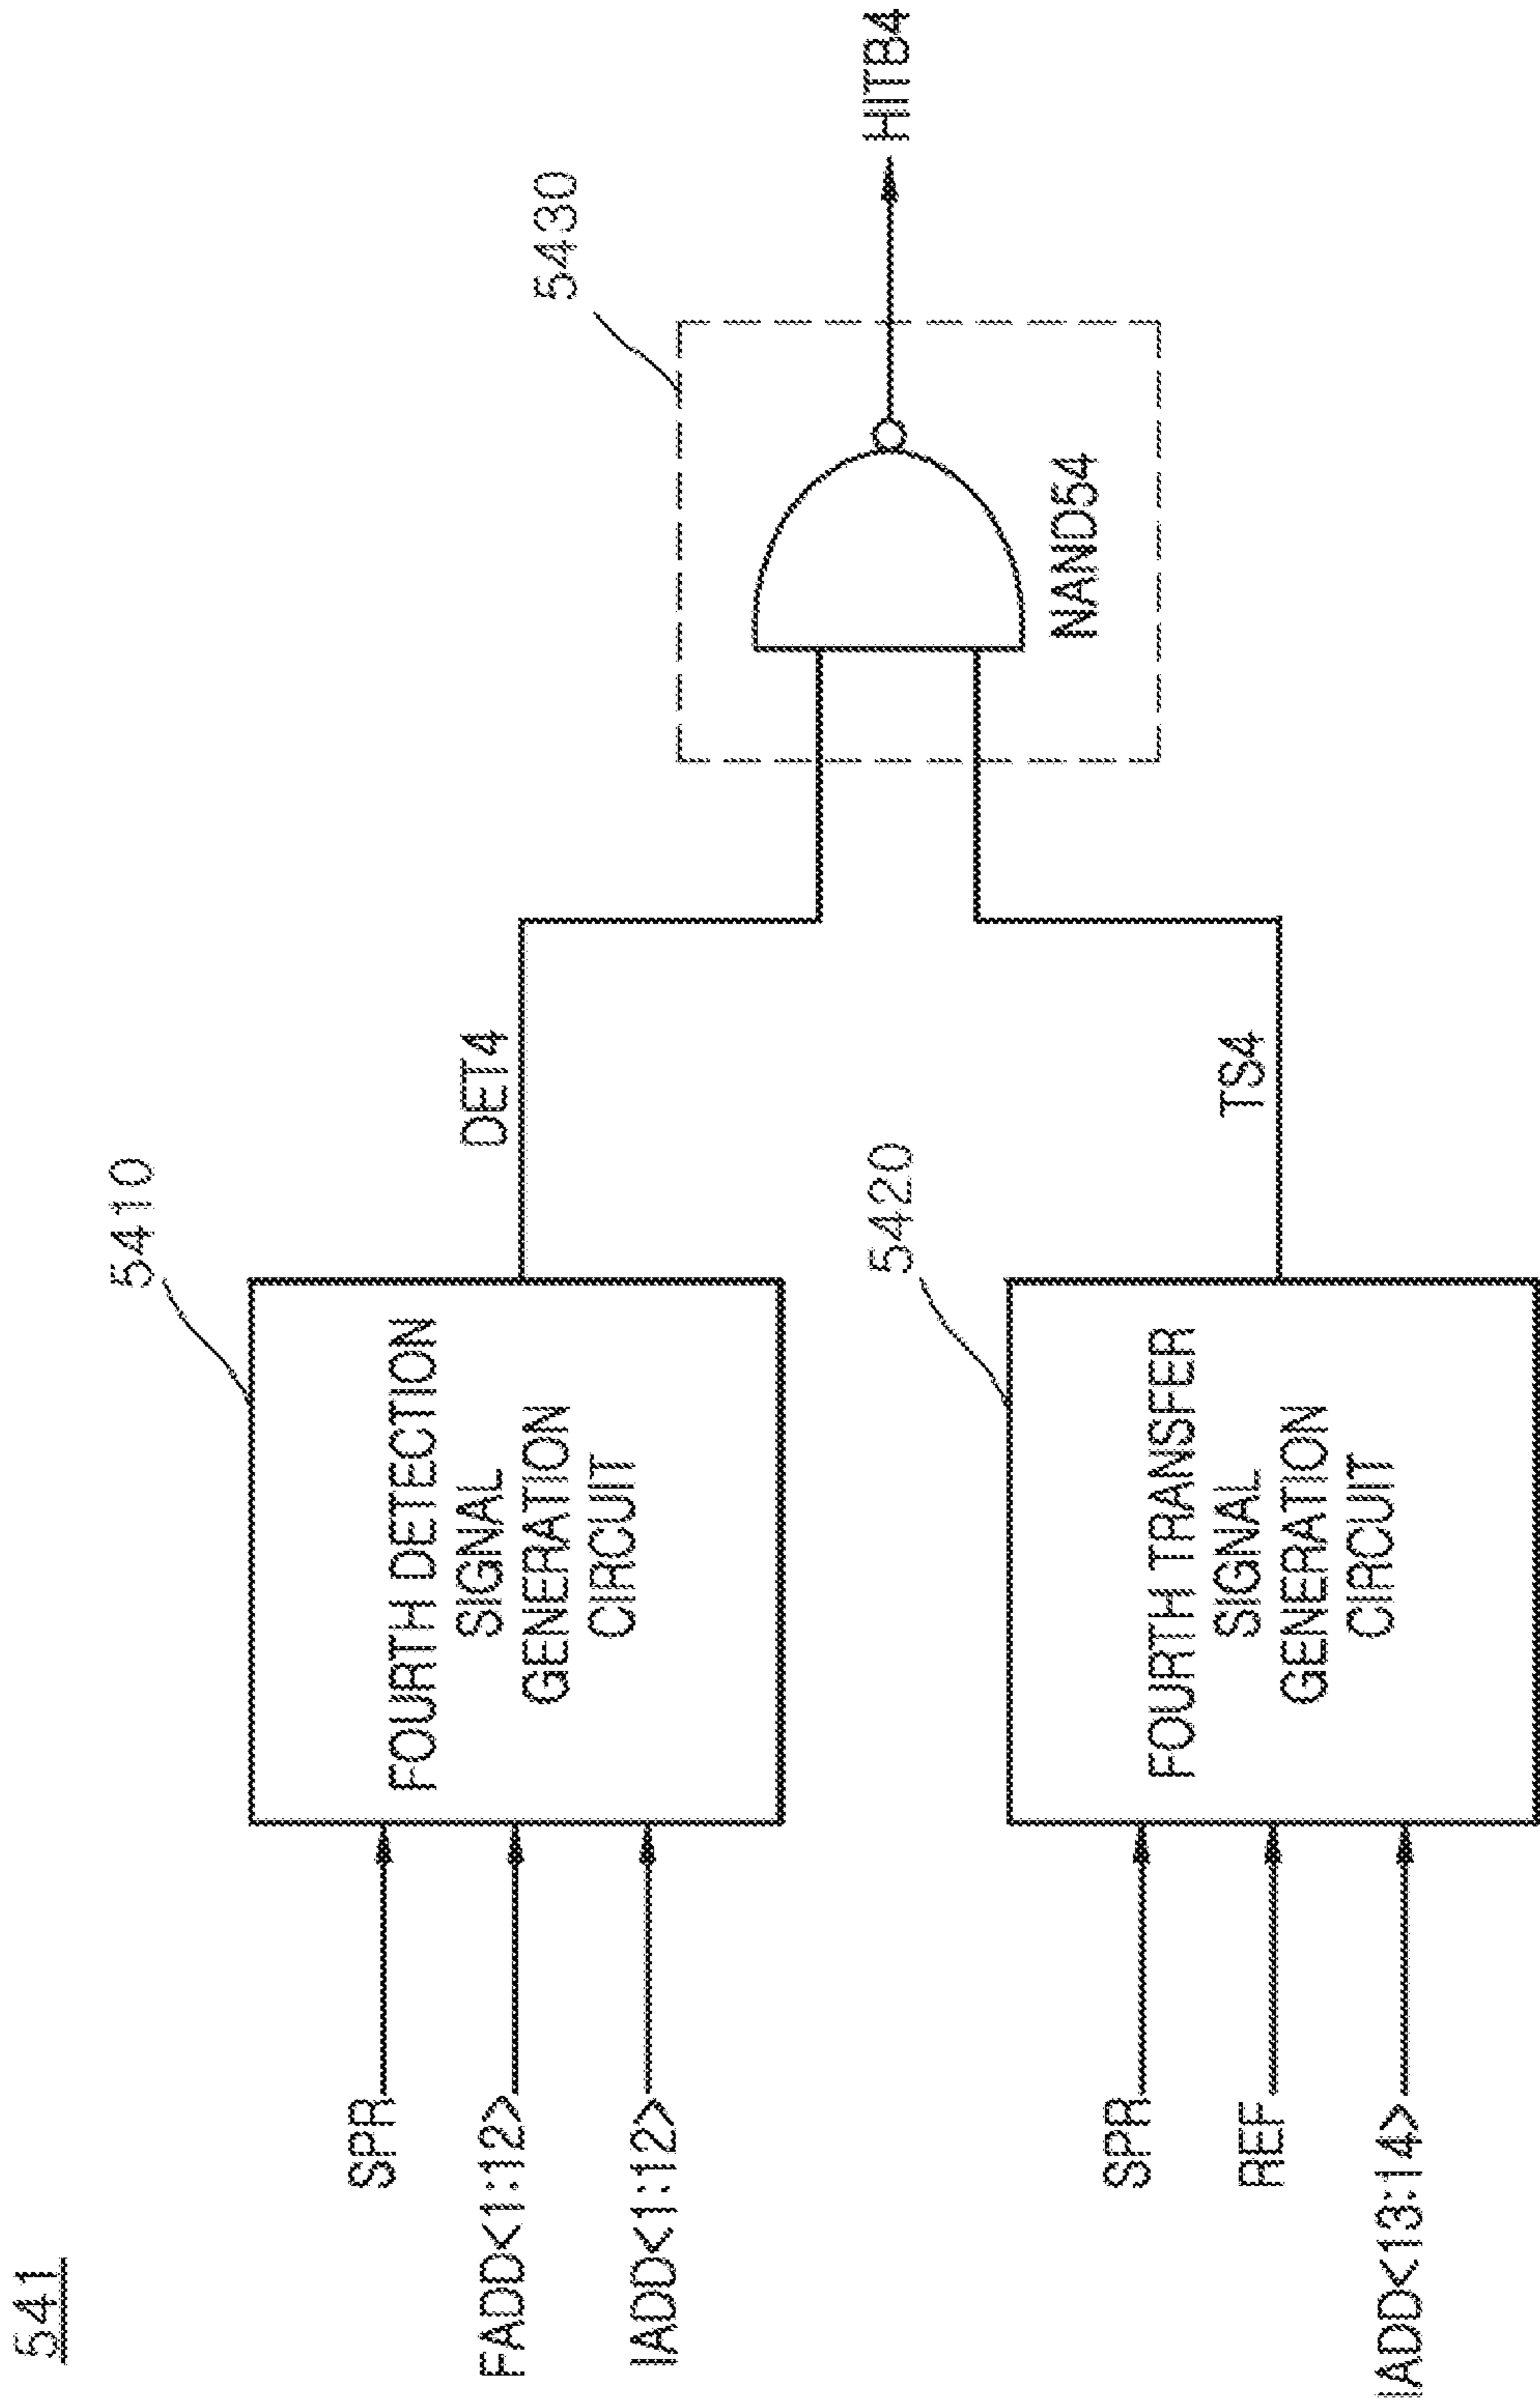 541
5410
SPR
FADD<1:12>
IADD<1:12>
FOURTH DETECTION
SIGNAL
GENERATION
CIRCUIT
DET4
5420
SPR
REF
IADD<13:14>
FOURTH TRANSFER
SIGNAL
GENERATION
CIRCUIT
TS4
5430
NAND54
HITB4